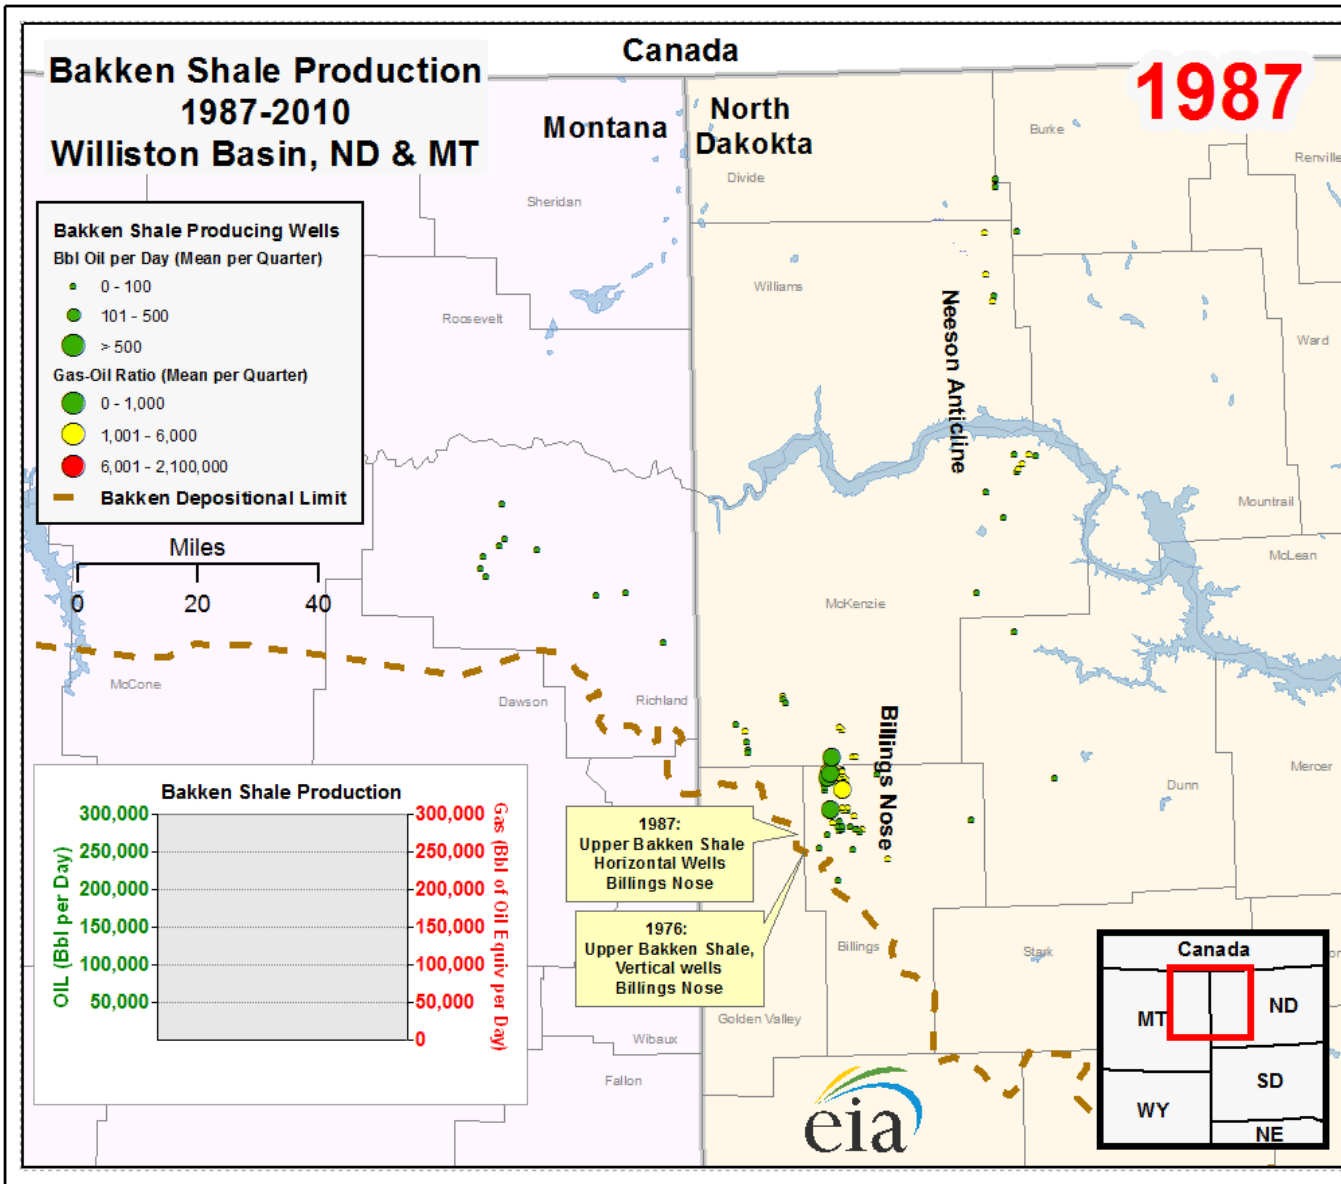 Bakken Shale Production
1987-2010
Williston Basin, ND & MT
Canada
1987
Montana
North
Dakokta
Burke
Renville
Divide
Sheridan
Bakken Shale Producing Wells
Bbl Oil per Day (Mean per Quarter)
0 - 100
101 - 500
> 500
Gas-Oil Ratio (Mean per Quarter)
0 - 1,000
1,001 - 6,000
6,001 - 2,100,000
Bakken Depositional Limit
Williams
Roosevelt
Neeson Anticline
Ward
Mountrail
Miles
0 20 40
McLean
McKenzie
McCone
Dawson
Richland
Billings Nose
Mercer
Dunn
Bakken Shale Production
OIL (Bbl per Day)
300,000
250,000
200,000
150,000
100,000
50,000
300,000
250,000
200,000
150,000
100,000
50,000
0
Gas (Bbl of Oil Equiv per Day)
1987:
Upper Bakken Shale
Horizontal Wells
Billings Nose
1976:
Upper Bakken Shale,
Vertical wells
Billings Nose
Billings
Stark
Golden Valley
Wibaux
Fallon
eia
Canada
MT
ND
SD
WY
NE